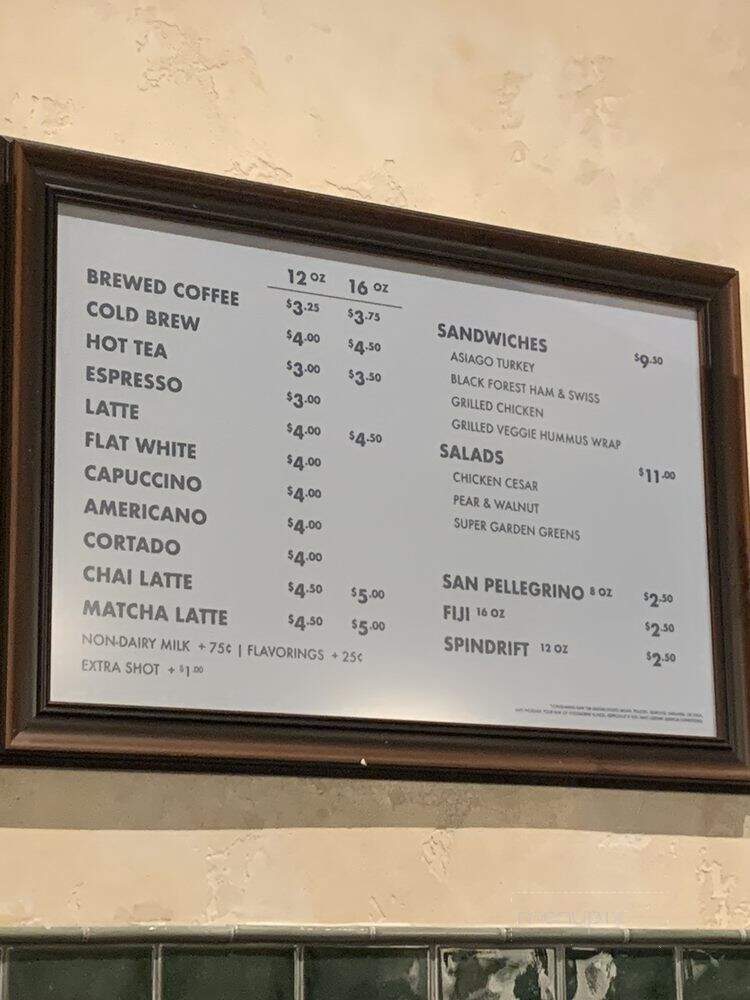 12 OZ 16 OZ
BREWED COFFEE $3.25 $3.75
COLD BREW $4.00 $4.50
HOT TEA $3.00 $3.50
ESPRESSO $3.00
LATTE $4.00 $4.50
FLAT WHITE $4.00
CAPUCCINO $4.00
AMERICANO $4.00
CORTADO $4.00
CHAI LATTE $4.50 $5.00
MATCHA LATTE $4.50 $5.00
NON-DAIRY MILK + 75¢ | FLAVORINGS + 25¢
EXTRA SHOT + $1.00
SANDWICHES $9.50
ASIAGO TURKEY
BLACK FOREST HAM & SWISS
GRILLED CHICKEN
GRILLED VEGGIE HUMMUS WRAP
SALADS $11.00
CHICKEN CESAR
PEAR & WALNUT
SUPER GARDEN GREENS
SAN PELLEGRINO 8 OZ $2.50
FIJI 16 OZ $2.50
SPINDRIFT 12 OZ $2.50